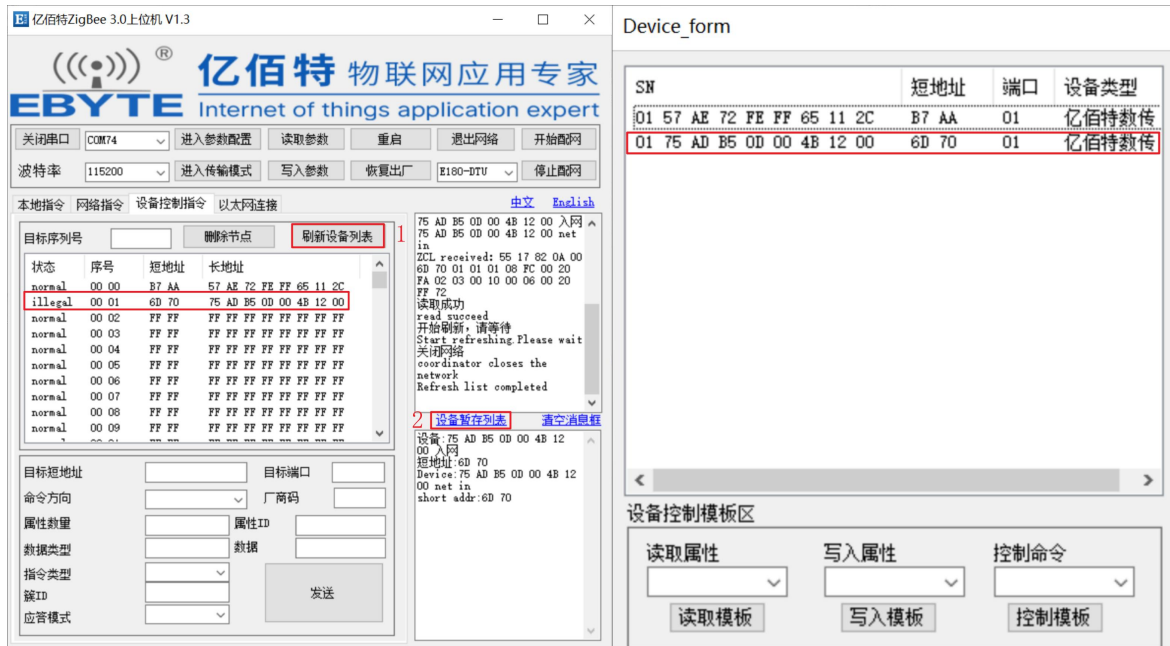 亿佰特ZigBee 3.0上位机 V1.3
® 亿佰特 物联网应用专家
EBYTE Internet of things application expert
关闭串口 COM74 进入参数配置 读取参数 重启 退出网络 开始配网
波特率 115200 进入传输模式 写入参数 恢复出厂 E180-DTU 停止配网
本地指令 网络指令 设备控制指令 以太网连接
中文 English
目标序列号 删除节点 刷新设备列表 1
状态 序号 短地址 长地址
normal 00 00 B7 AA 57 AE 72 FE FF 65 11 2C
illegal 00 01 6D 70 75 AD B5 0D 00 4B 12 00
normal 00 02 FF FF FF FF FF FF FF FF FF FF
normal 00 03 FF FF FF FF FF FF FF FF FF FF
normal 00 04 FF FF FF FF FF FF FF FF FF FF
normal 00 05 FF FF FF FF FF FF FF FF FF FF
normal 00 06 FF FF FF FF FF FF FF FF FF FF
normal 00 07 FF FF FF FF FF FF FF FF FF FF
normal 00 08 FF FF FF FF FF FF FF FF FF FF
normal 00 09 FF FF FF FF FF FF FF FF FF FF
目标短地址 目标端口
命令方向 厂商码
属性数量 属性ID
数据类型 数据
指令类型
簇ID
应答模式
发送
75 AD B5 0D 00 4B 12 00 入网
75 AD B5 0D 00 4B 12 00 net
in
ZCL received: 55 17 82 0A 00
6D 70 01 01 01 08 FC 00 20
FA 02 03 00 10 00 06 00 20
FF 72
读取成功
read succeed
开始刷新，请等待
Start refreshing.Please wait
关闭网络
coordinator closes the
network
Refresh list completed
2 设备暂存列表 清空消息框
设备:75 AD B5 0D 00 4B 12
00 入网
短地址:6D 70
Device:75 AD B5 0D 00 4B 12
00 net in
short addr:6D 70
Device_form
SN 短地址 端口 设备类型
01 57 AE 72 FE FF 65 11 2C B7 AA 01 亿佰特数传
01 75 AD B5 0D 00 4B 12 00 6D 70 01 亿佰特数传
设备控制模板区
读取属性 写入属性 控制命令
读取模板 写入模板 控制模板